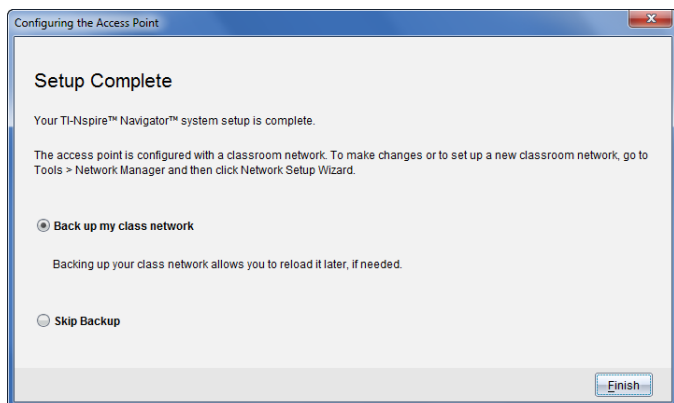 Configuring the Access Point
Setup Complete
Your TI-Nspire™ Navigator™ system setup is complete.
The access point is configured with a classroom network. To make changes or to set up a new classroom network, go to
Tools > Network Manager and then click Network Setup Wizard.
Back up my class network
Backing up your class network allows you to reload it later, if needed.
Skip Backup
Finish